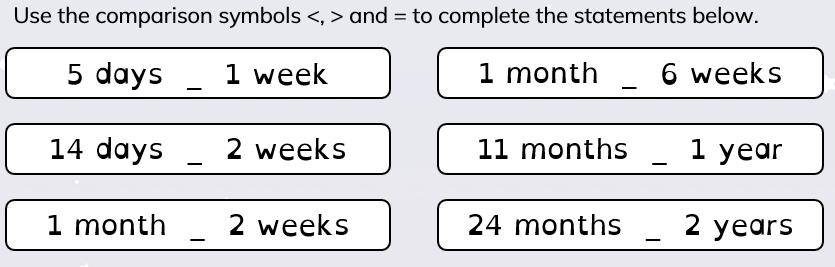 Use the comparison symbols <, > and = to complete the statements below.
5 days _ 1 week
1 month _ 6 weeks
14 days _ 2 weeks
11 months _ 1 year
1 month _ 2 weeks
24 months _ 2 years